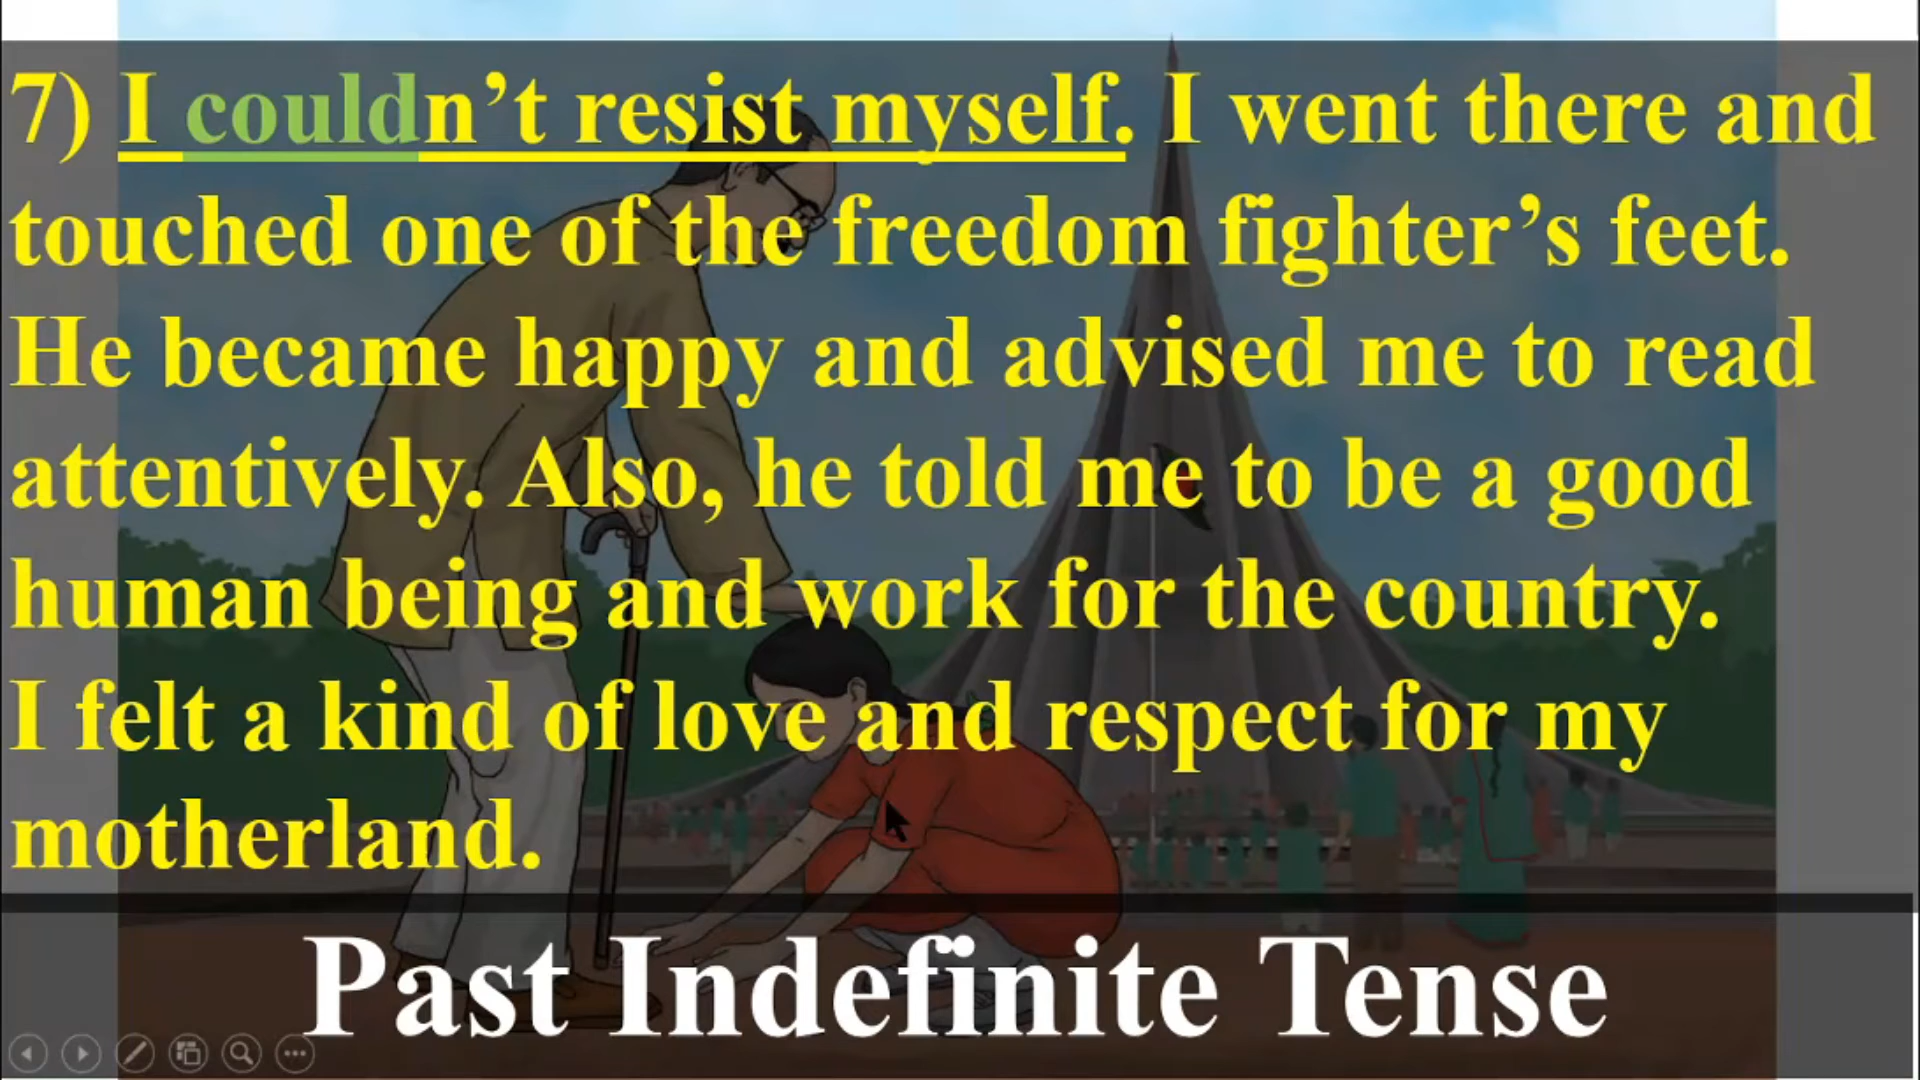 7) I couldn’t resist myself. I went there and
touched one of the freedom fighter’s feet.
He became happy and advised me to read
attentively. Also, he told me to be a good
human being and work for the country.
I felt a kind of love and respect for my
motherland.
Past Indefinite Tense